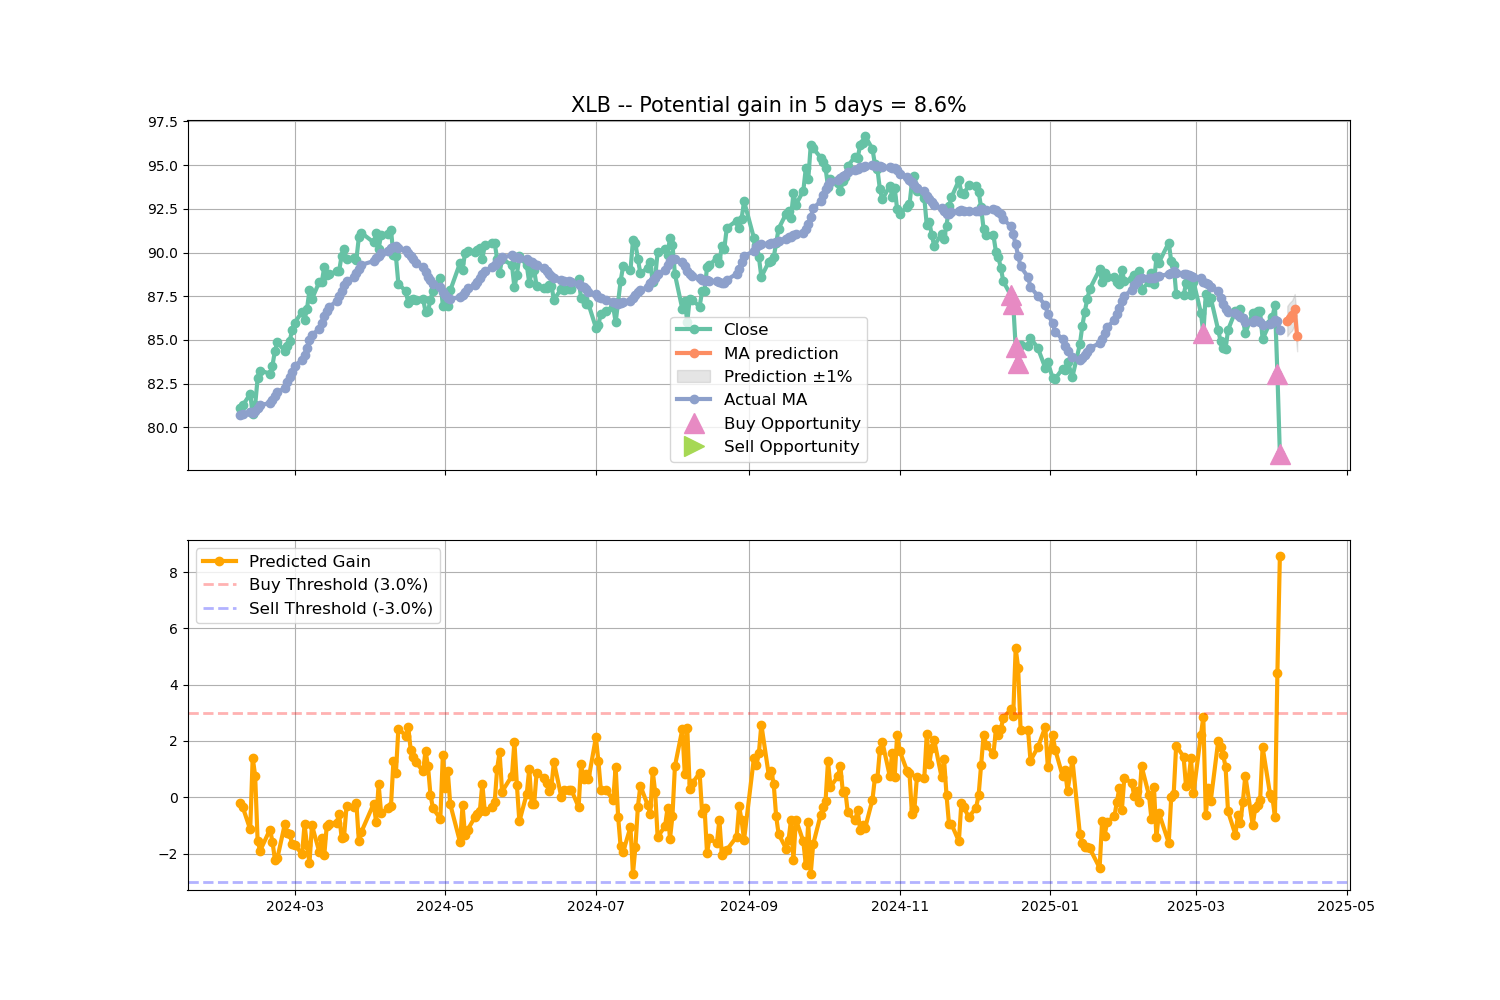 XLB -- Potential gain in 5 days = 8.6%
97.5
95.0
92.5
90.0
87.5
85.0
82.5
80.0
Close
MA prediction
Prediction ±1%
Actual MA
Buy Opportunity
Sell Opportunity
Predicted Gain
Buy Threshold (3.0%)
Sell Threshold (-3.0%)
8
6
4
2
0
−2
2024-03 2024-05 2024-07 2024-09 2024-11 2025-01 2025-03 2025-05